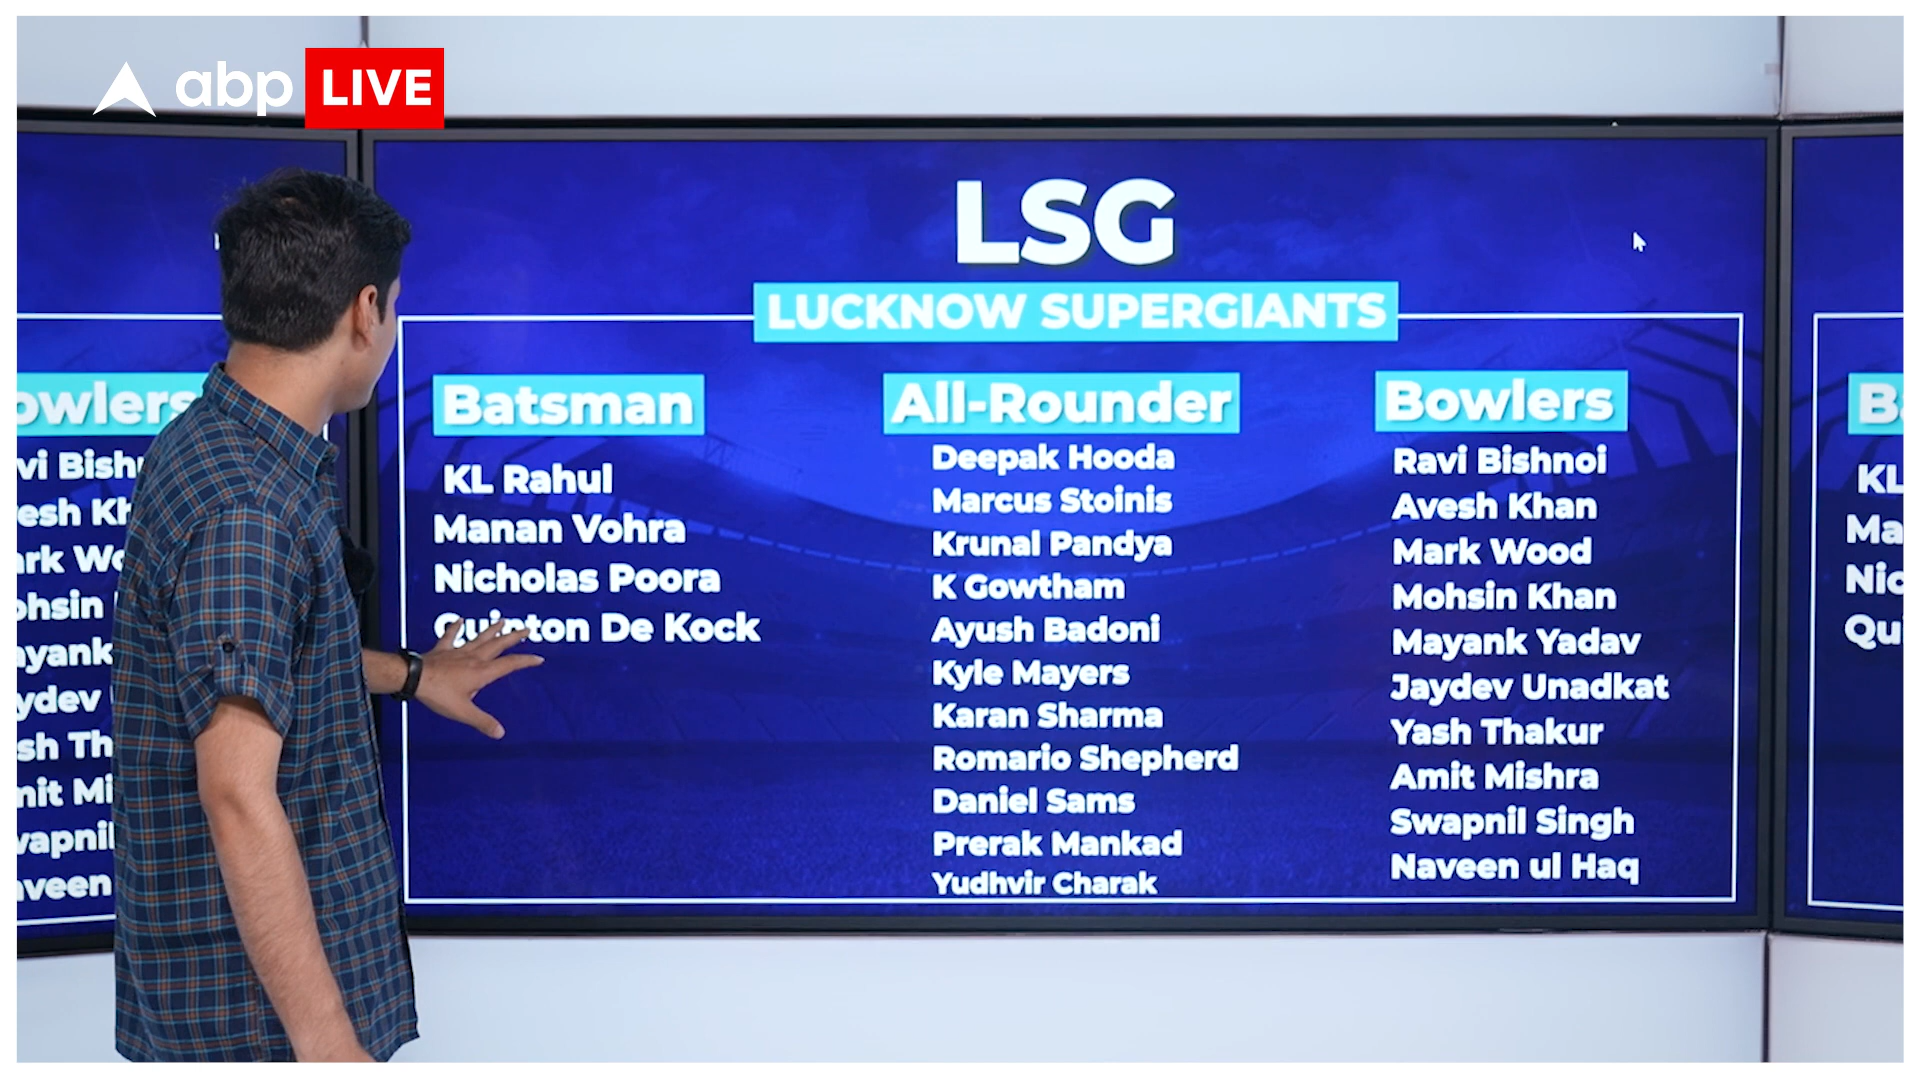 abp LIVE
LSG
LUCKNOW SUPERGIANTS
Batsman
KL Rahul
Manan Vohra
Nicholas Poora
Quinton De Kock
All-Rounder
Deepak Hooda
Marcus Stoinis
Krunal Pandya
K Gowtham
Ayush Badoni
Kyle Mayers
Karan Sharma
Romario Shepherd
Daniel Sams
Prerak Mankad
Yudhvir Charak
Bowlers
Ravi Bishnoi
Avesh Khan
Mark Wood
Mohsin Khan
Mayank Yadav
Jaydev Unadkat
Yash Thakur
Amit Mishra
Swapnil Singh
Naveen ul Haq